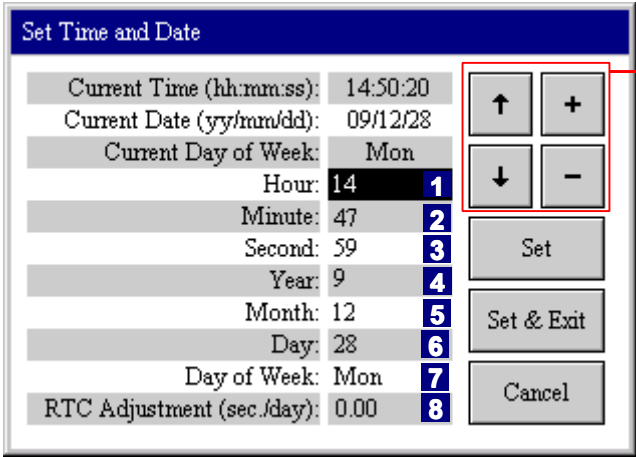 Set Time and Date
Current Time (hh:mm:ss): 14:50:20
Current Date (yy/mm/dd): 09/12/28
Current Day of Week: Mon
Hour: 14 1
Minute: 47 2
Second: 59 3
Year: 9 4
Month: 12 5
Day: 28 6
Day of Week: Mon 7
RTC Adjustment (sec./day): 0.00 8
↑ +
↓ −
Set
Set & Exit
Cancel